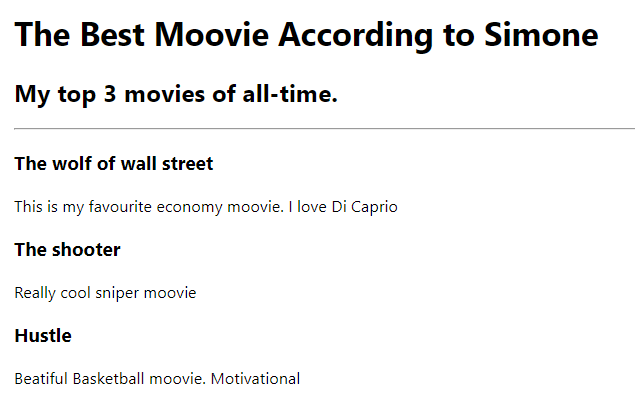 The Best Moovie According to Simone
My top 3 movies of all-time.
The wolf of wall street
This is my favourite economy moovie. I love Di Caprio
The shooter
Really cool sniper moovie
Hustle
Beatiful Basketball moovie. Motivational